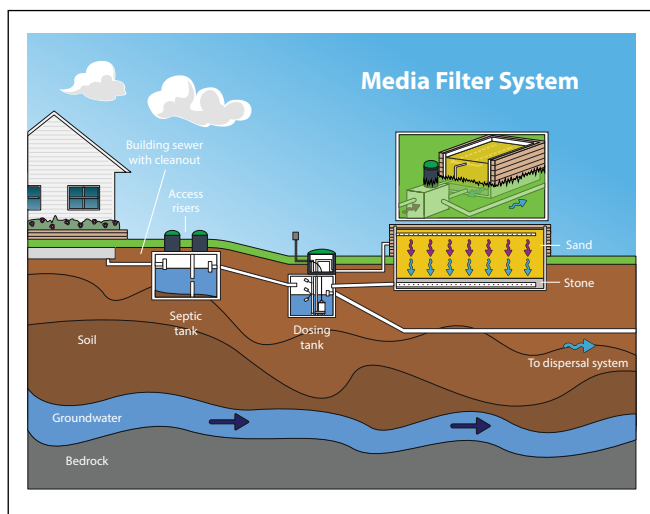 Media Filter System
Building sewer
with cleanout
Access
risers
Sand
Stone
Septic
tank
Dosing
tank
Soil
To dispersal system
Groundwater
Bedrock